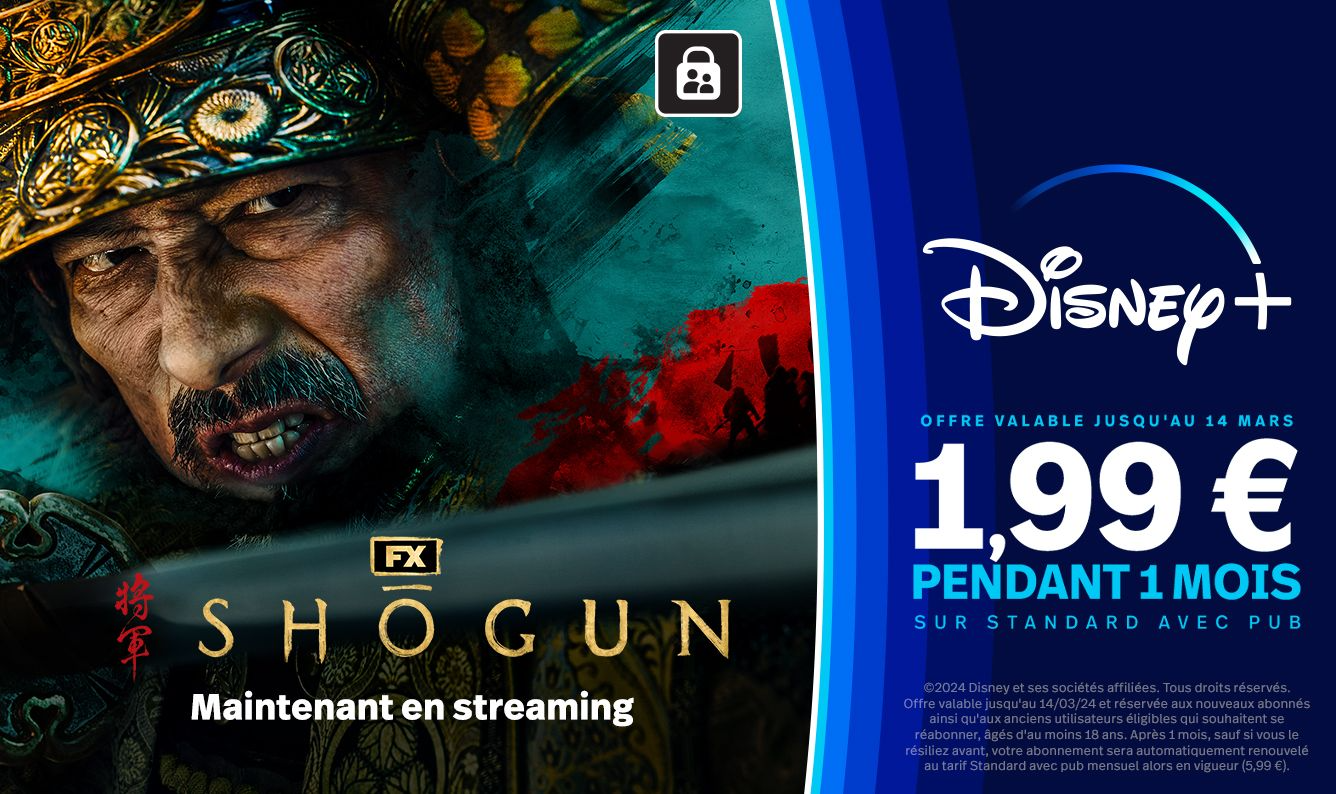 FX
將
軍
SHŌGUN
Maintenant en streaming
Disney+
OFFRE VALABLE JUSQU'AU 14 MARS
1,99 €
PENDANT 1 MOIS
SUR STANDARD AVEC PUB
©2024 Disney et ses sociétés affiliées. Tous droits réservés.
Offre valable jusqu'au 14/03/24 et réservée aux nouveaux abonnés
ainsi qu'aux anciens utilisateurs éligibles qui souhaitent se
réabonner, âgés d'au moins 18 ans. Après 1 mois, sauf si vous le
résiliez avant, votre abonnement sera automatiquement renouvelé
au tarif Standard avec pub mensuel alors en vigueur (5,99 €).